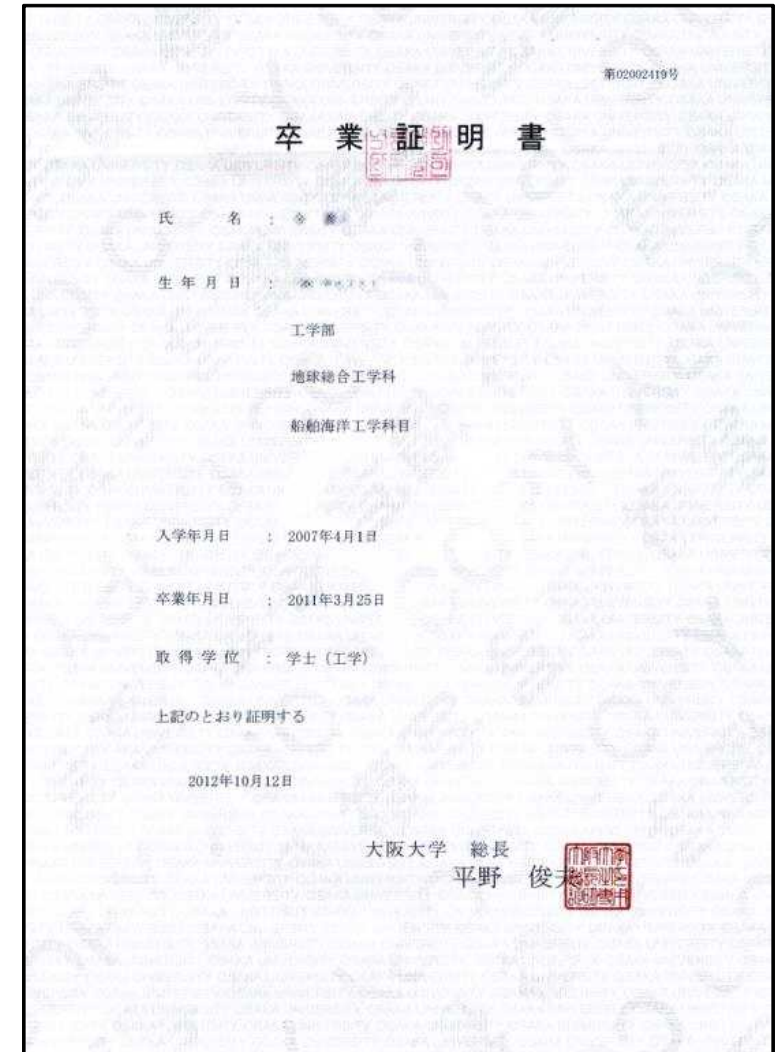 第02002419号
卒業証明書
氏名 :
生年月日 :
工学部
地球総合工学科
船舶海洋工学科目
入学年月日 : 2007年4月1日
卒業年月日 : 2011年3月25日
取得学位 : 学士（工学）
上記のとおり証明する
2012年10月12日
大阪大学 総長
平野 俊夫